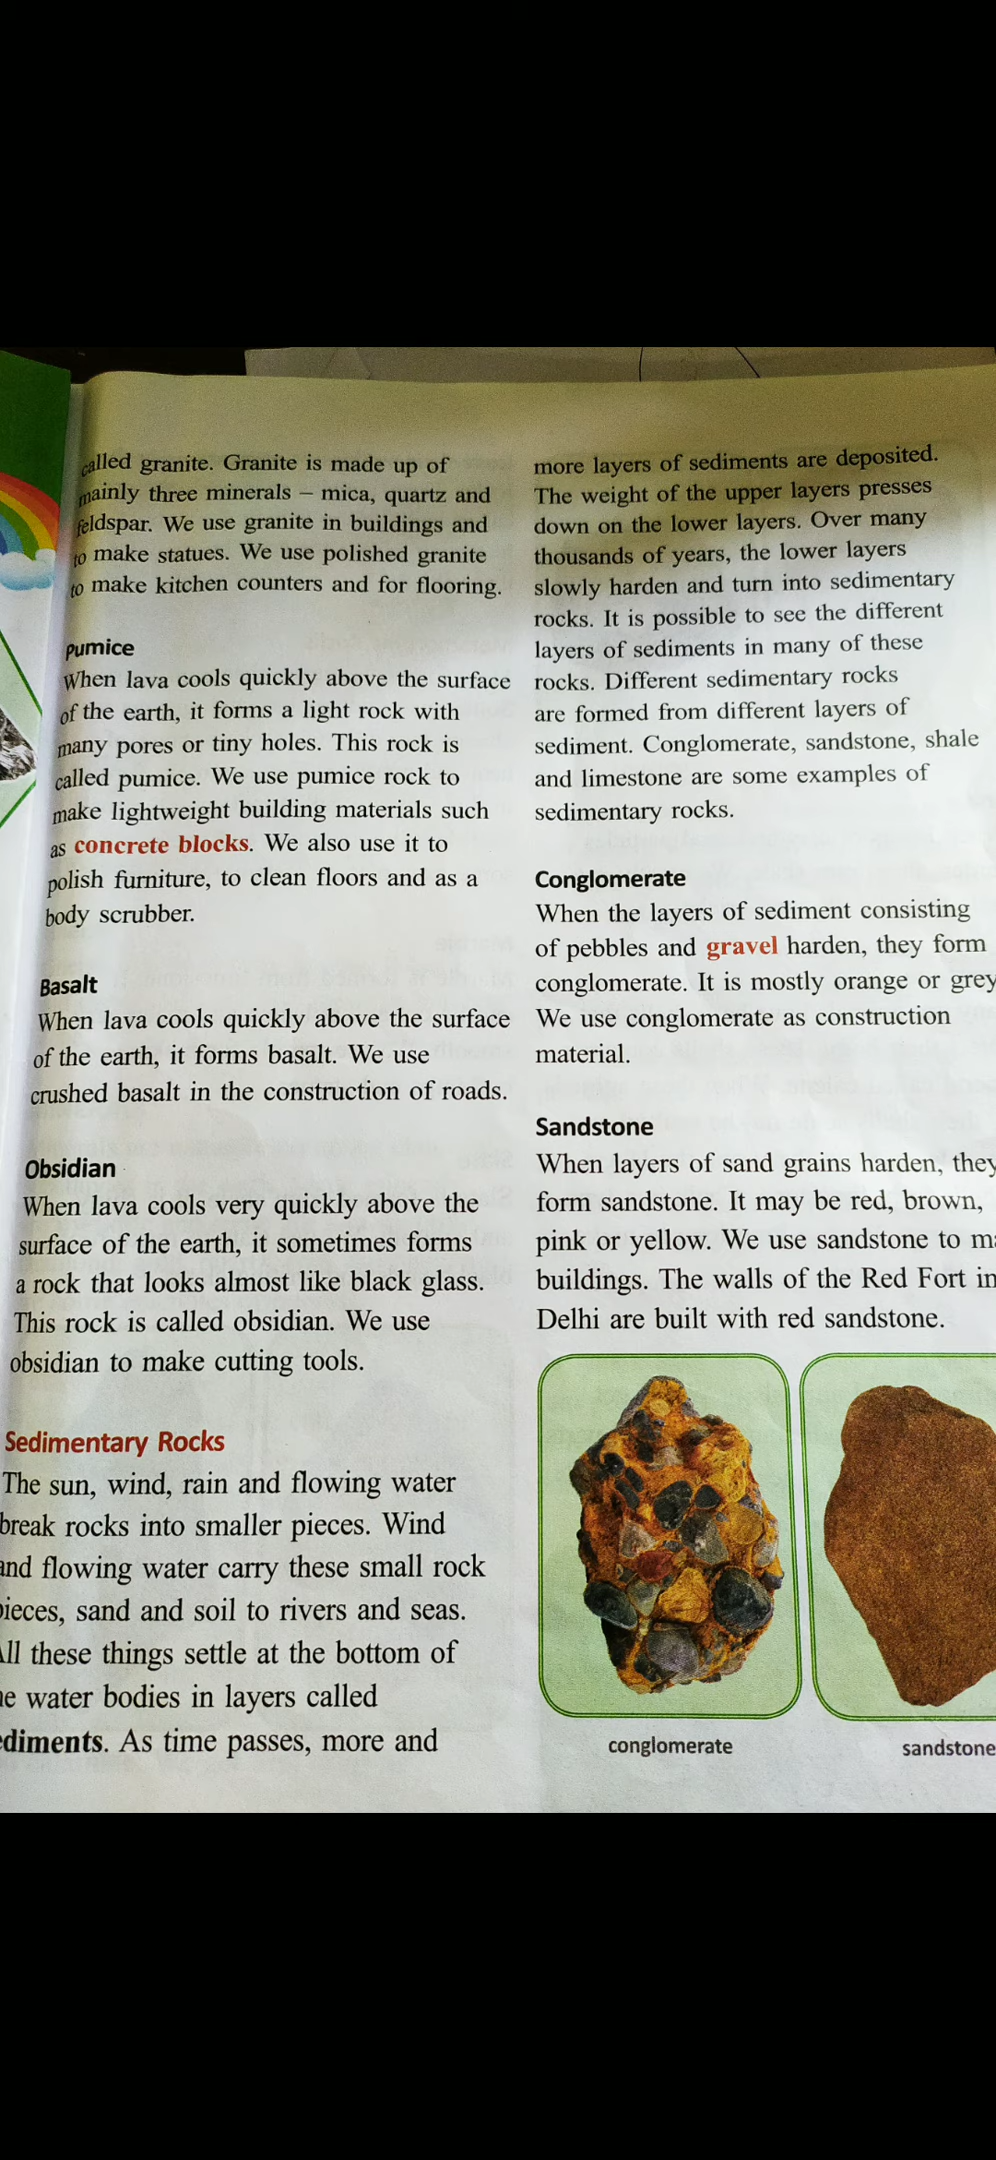 called granite. Granite is made up of
mainly three minerals – mica, quartz and
feldspar. We use granite in buildings and
to make statues. We use polished granite
to make kitchen counters and for flooring.
Pumice
When lava cools quickly above the surface
of the earth, it forms a light rock with
many pores or tiny holes. This rock is
called pumice. We use pumice rock to
make lightweight building materials such
as concrete blocks. We also use it to
polish furniture, to clean floors and as a
body scrubber.
Basalt
When lava cools quickly above the surface
of the earth, it forms basalt. We use
crushed basalt in the construction of roads.
Obsidian
When lava cools very quickly above the
surface of the earth, it sometimes forms
a rock that looks almost like black glass.
This rock is called obsidian. We use
obsidian to make cutting tools.
Sedimentary Rocks
The sun, wind, rain and flowing water
break rocks into smaller pieces. Wind
and flowing water carry these small rock
pieces, sand and soil to rivers and seas.
All these things settle at the bottom of
he water bodies in layers called
ediments. As time passes, more and
more layers of sediments are deposited.
The weight of the upper layers presses
down on the lower layers. Over many
thousands of years, the lower layers
slowly harden and turn into sedimentary
rocks. It is possible to see the different
layers of sediments in many of these
rocks. Different sedimentary rocks
are formed from different layers of
sediment. Conglomerate, sandstone, shale
and limestone are some examples of
sedimentary rocks.
Conglomerate
When the layers of sediment consisting
of pebbles and gravel harden, they form
conglomerate. It is mostly orange or grey
We use conglomerate as construction
material.
Sandstone
When layers of sand grains harden, they
form sandstone. It may be red, brown,
pink or yellow. We use sandstone to
buildings. The walls of the Red Fort in
Delhi are built with red sandstone.
conglomerate
sandstone